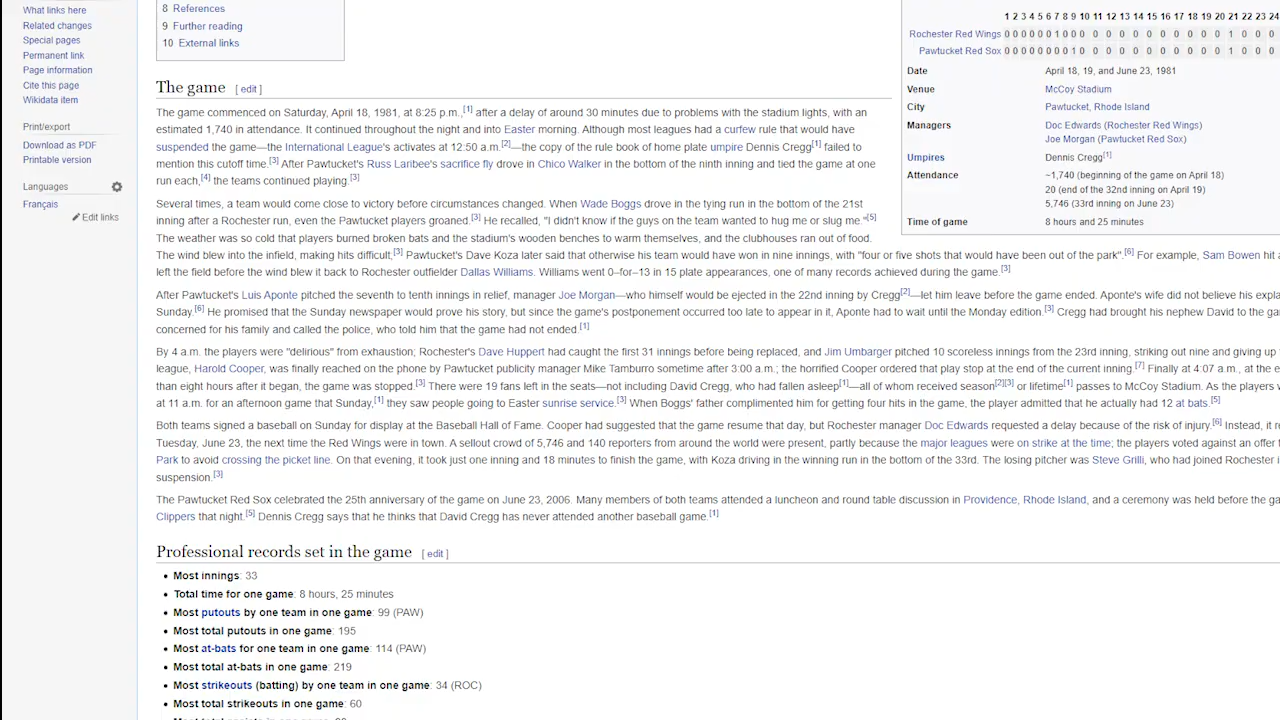 What links here
Related changes
Special pages
Permanent link
Page information
Cite this page
Wikidata item
Print/export
Download as PDF
Printable version
Languages
Français
Edit links
8 References
9 Further reading
10 External links
The game [ edit ]
The game commenced on Saturday, April 18, 1981, at 8:25 p.m.,[1] after a delay of around 30 minutes due to problems with the stadium lights, with an
estimated 1,740 in attendance. It continued throughout the night and into Easter morning. Although most leagues had a curfew rule that would have
suspended the game—the International League's activates at 12:50 a.m.[2]—the copy of the rule book of home plate umpire Dennis Cregg[1] failed to
mention this cutoff time.[3] After Pawtucket's Russ Laribee's sacrifice fly drove in Chico Walker in the bottom of the ninth inning and tied the game at one
run each,[4] the teams continued playing.[3]
Several times, a team would come close to victory before circumstances changed. When Wade Boggs drove in the tying run in the bottom of the 21st
inning after a Rochester run, even the Pawtucket players groaned.[3] He recalled, "I didn't know if the guys on the team wanted to hug me or slug me."[5]
The weather was so cold that players burned broken bats and the stadium's wooden benches to warm themselves, and the clubhouses ran out of food.
The wind blew into the infield, making hits difficult;[3] Pawtucket's Dave Koza later said that otherwise his team would have won in nine innings, with "four or five shots that would have been out of the park".[6] For example, Sam Bowen hit a
left the field before the wind blew it back to Rochester outfielder Dallas Williams. Williams went 0–for–13 in 15 plate appearances, one of many records achieved during the game.[3]
After Pawtucket's Luis Aponte pitched the seventh to tenth innings in relief, manager Joe Morgan—who himself would be ejected in the 22nd inning by Cregg[2]—let him leave before the game ended. Aponte's wife did not believe his expla
Sunday.[6] He promised that the Sunday newspaper would prove his story, but since the game's postponement occurred too late to appear in it, Aponte had to wait until the Monday edition.[3] Cregg had brought his nephew David to the ga
concerned for his family and called the police, who told him that the game had not ended.[1]
By 4 a.m. the players were "delirious" from exhaustion; Rochester's Dave Huppert had caught the first 31 innings before being replaced, and Jim Umbarger pitched 10 scoreless innings from the 23rd inning, striking out nine and giving up
league, Harold Cooper, was finally reached on the phone by Pawtucket publicity manager Mike Tamburro sometime after 3:00 a.m.; the horrified Cooper ordered that play stop at the end of the current inning.[7] Finally at 4:07 a.m., at the e
than eight hours after it began, the game was stopped.[3] There were 19 fans left in the seats—not including David Cregg, who had fallen asleep[1]—all of whom received season[2][3] or lifetime[1] passes to McCoy Stadium. As the players w
at 11 a.m. for an afternoon game that Sunday,[1] they saw people going to Easter sunrise service.[3] When Boggs' father complimented him for getting four hits in the game, the player admitted that he actually had 12 at bats.[5]
Both teams signed a baseball on Sunday for display at the Baseball Hall of Fame. Cooper had suggested that the game resume that day, but Rochester manager Doc Edwards requested a delay because of the risk of injury.[6] Instead, it re
Tuesday, June 23, the next time the Red Wings were in town. A sellout crowd of 5,746 and 140 reporters from around the world were present, partly because the major leagues were on strike at the time; the players voted against an offer f
Park to avoid crossing the picket line. On that evening, it took just one inning and 18 minutes to finish the game, with Koza driving in the winning run in the bottom of the 33rd. The losing pitcher was Steve Grilli, who had joined Rochester i
suspension.[3]
The Pawtucket Red Sox celebrated the 25th anniversary of the game on June 23, 2006. Many members of both teams attended a luncheon and round table discussion in Providence, Rhode Island, and a ceremony was held before the ga
Clippers that night.[5] Dennis Cregg says that he thinks that David Cregg has never attended another baseball game.[1]
Professional records set in the game [ edit ]
• Most innings: 33
• Total time for one game: 8 hours, 25 minutes
• Most putouts by one team in one game: 99 (PAW)
• Most total putouts in one game: 195
• Most at-bats for one team in one game: 114 (PAW)
• Most total at-bats in one game: 219
• Most strikeouts (batting) by one team in one game: 34 (ROC)
• Most total strikeouts in one game: 60
1 2 3 4 5 6 7 8 9 10 11 12 13 14 15 16 17 18 19 20 21 22 23 24
Rochester Red Wings 0 0 0 0 0 0 1 0 0 0 0 0 0 0 0 0 0 0 0 0 1 0 0 0
Pawtucket Red Sox 0 0 0 0 0 0 0 0 1 0 0 0 0 0 0 0 0 0 0 0 1 0 0 0
Date April 18, 19, and June 23, 1981
Venue McCoy Stadium
City Pawtucket, Rhode Island
Managers Doc Edwards (Rochester Red Wings)
Joe Morgan (Pawtucket Red Sox)
Umpires Dennis Cregg[1]
Attendance ~1,740 (beginning of the game on April 18)
20 (end of the 32nd inning on April 19)
5,746 (33rd inning on June 23)
Time of game 8 hours and 25 minutes